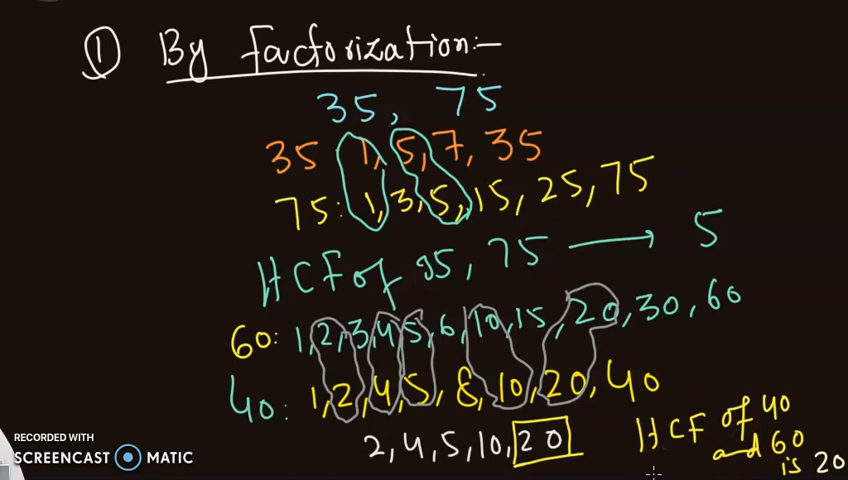 ① By factorization:-
35, 75
35 1, 5, 7, 35
75: 1, 3, 5, 15, 25, 75
HCF of 35, 75 → 5
60: 1, 2, 3, 4, 5, 6, 10, 15, 20, 30, 60
40: 1, 2, 4, 5, 8, 10, 20, 40
2, 4, 5, 10, 20
HCF of 40
and 60
is 20
RECORDED WITH
SCREENCAST MATIC